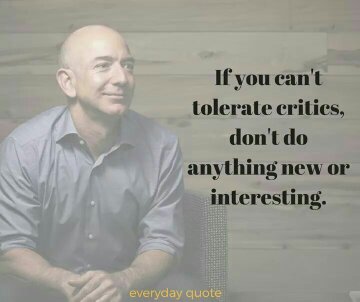 If you can't
tolerate critics,
don't do
anything new or
interesting.
everyday quote